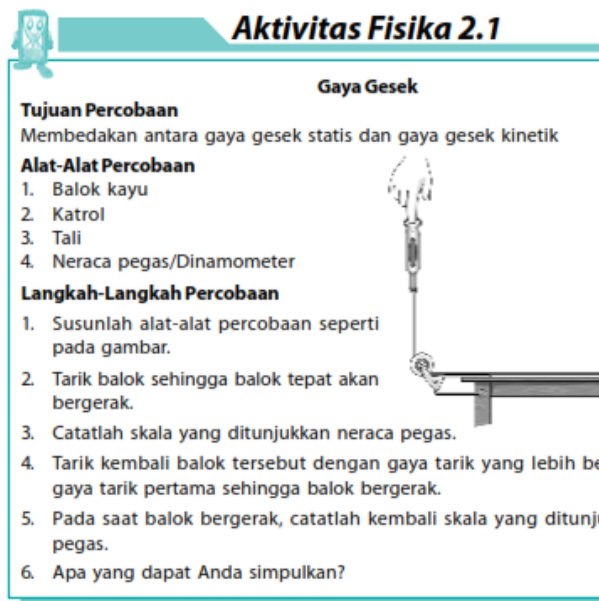 Aktivitas Fisika 2.1
Gaya Gesek
Tujuan Percobaan
Membedakan antara gaya gesek statis dan gaya gesek kinetik
Alat-Alat Percobaan
1. Balok kayu
2. Katrol
3. Tali
4. Neraca pegas/Dinamometer
Langkah-Langkah Percobaan
1. Susunlah alat-alat percobaan seperti
pada gambar.
2. Tarik balok sehingga balok tepat akan
bergerak.
3. Catatlah skala yang ditunjukkan neraca pegas.
4. Tarik kembali balok tersebut dengan gaya tarik yang lebih
gaya tarik pertama sehingga balok bergerak.
5. Pada saat balok bergerak, catatlah kembali skala yang
pegas.
6. Apa yang dapat Anda simpulkan?